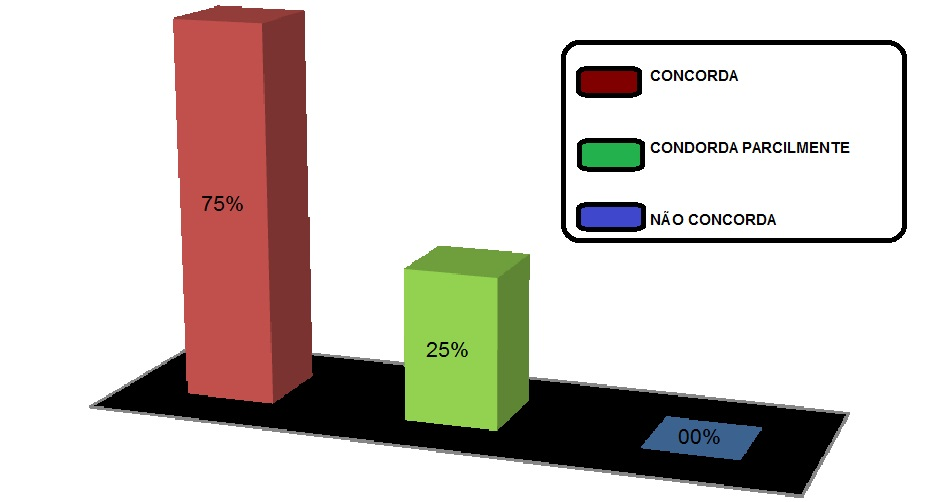 CONCORDA
CONDORDA PARCILMENTE
NÃO CONCORDA
75%
25%
00%